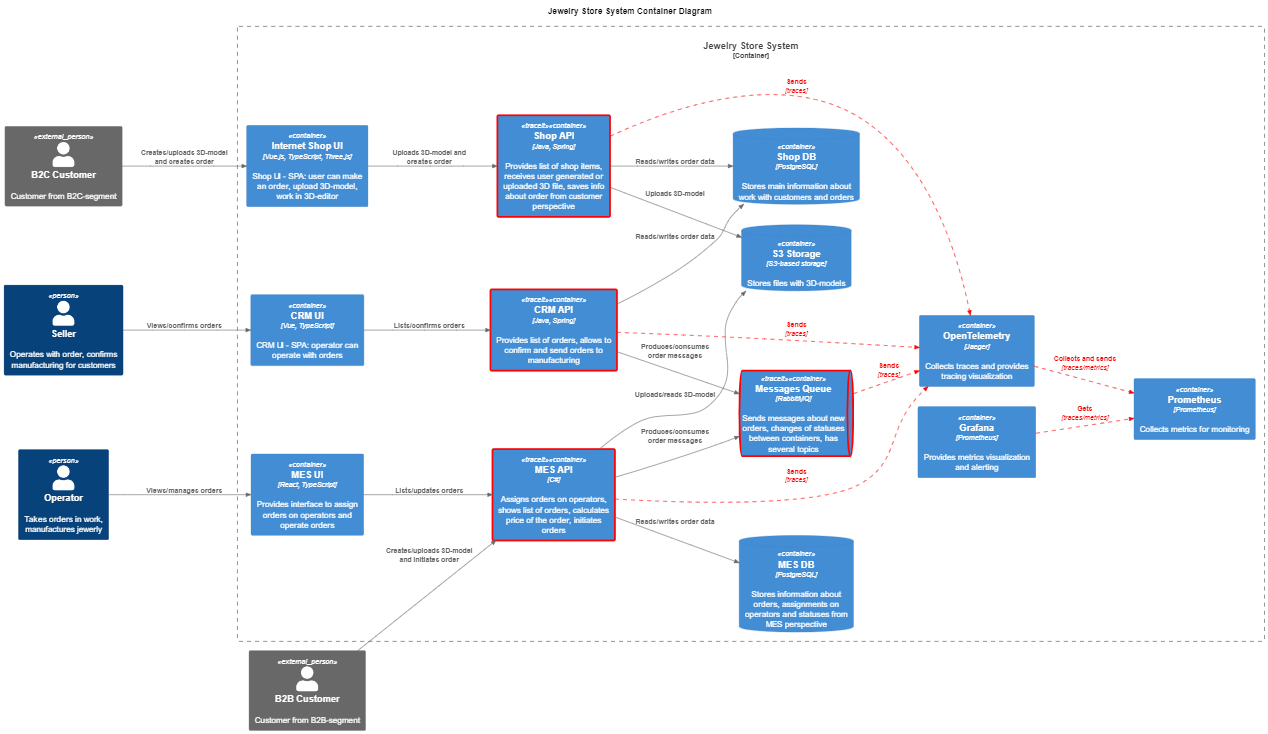 Jewelry Store System Container Diagram
Jewelry Store System
[Container]
Sends
[traces]
«external_person»
B2C Customer
Customer from B2C-segment
Creates/uploads 3D-model
and creates order
«container»
Internet Shop UI
[Vue.js, TypeScript, Three.js]
Shop UI - SPA: user can make
an order, upload 3D-model,
work in 3D-editor
Uploads 3D-model and
creates order
«traceit»«container»
Shop API
[Java, Spring]
Provides list of shop items,
receives user generated or
uploaded 3D file, saves info
about order from customer
perspective
Reads/writes order data
Uploads 3D-model
Reads/writes order data
«container»
Shop DB
[PostgreSQL]
Stores main information about
work with customers and orders
«container»
S3 Storage
[S3-based storage]
Stores files with 3D-models
«person»
Seller
Operates with order, confirms
manufacturing for customers
Views/confirms orders
«container»
CRM UI
[Vue, TypeScript]
CRM UI - SPA: operator can
operate with orders
Lists/confirms orders
«traceit»«container»
CRM API
[Java, Spring]
Provides list of orders, allows to
confirm and send orders to
manufacturing
Sends
[traces]
Produces/consumes
order messages
Uploads/reads 3D-model
Produces/consumes
order messages
«traceit»«container»
Messages Queue
[RabbitMQ]
Sends messages about new
orders, changes of statuses
between containers, has
several topics
Sends
[traces]
«container»
OpenTelemetry
[Jaeger]
Collects traces and provides
tracing visualization
Collects and sends
[traces/metrics]
«container»
Grafana
[Prometheus]
Provides metrics visualization
and alerting
Gets
[traces/metrics]
«container»
Prometheus
[Prometheus]
Collects metrics for monitoring
«person»
Operator
Takes orders in work,
manufactures jewerly
Views/manages orders
«container»
MES UI
[React, TypeScript]
Provides interface to assign
orders on operators and
operate orders
Lists/updates orders
«traceit»«container»
MES API
[C#]
Assigns orders on operators,
shows list of orders, calculates
price of the order, initiates
orders
Sends
[traces]
Reads/writes order data
«container»
MES DB
[PostgreSQL]
Stores information about
orders, assignments on
operators and statuses from
MES perspective
Creates/uploads 3D-model
and initiates order
«external_person»
B2B Customer
Customer from B2B-segment